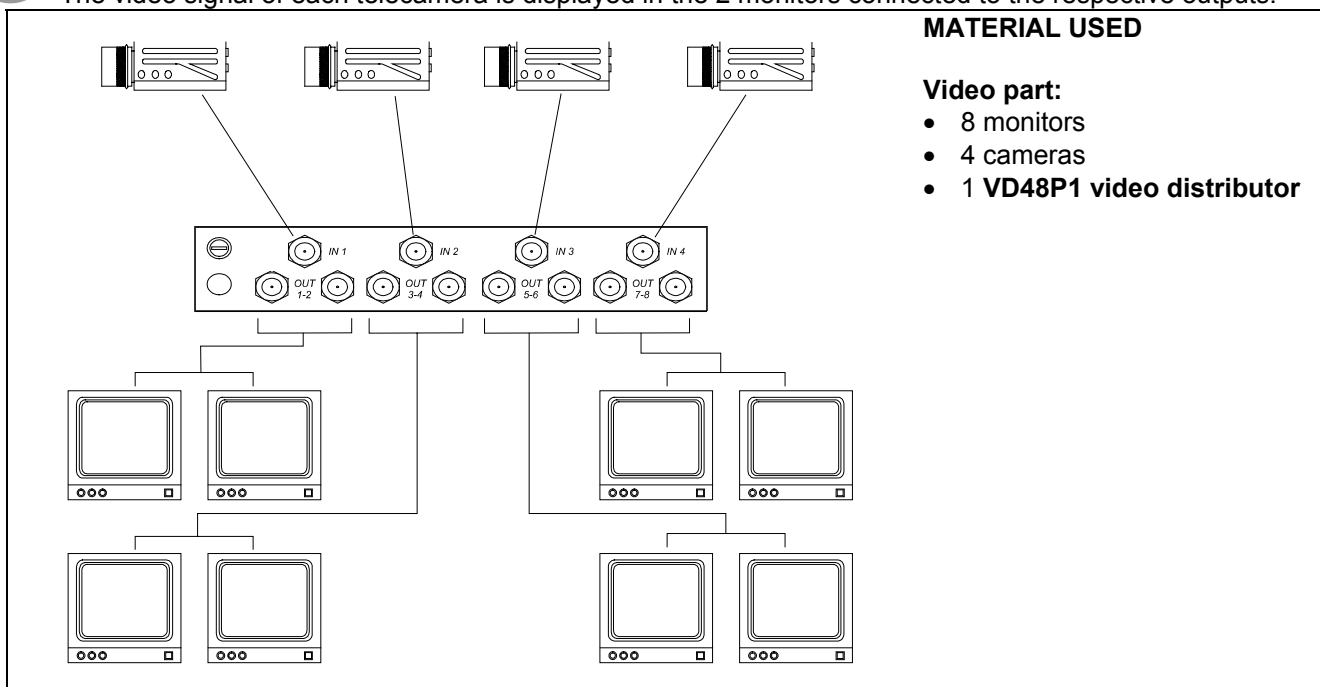 The video signal of each telecamera is displayed in the 2 monitors connected to the respective outputs.
MATERIAL USED
Video part:
• 8 monitors
• 4 cameras
• 1 VD48P1 video distributor
IN 1
IN 2
IN 3
IN 4
OUT
1-2
OUT
3-4
OUT
5-6
OUT
7-8